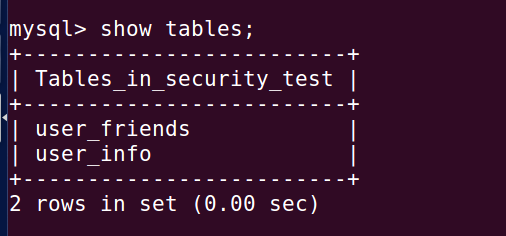 mysql> show tables;
+-------------------------+
| Tables_in_security_test |
+-------------------------+
| user_friends            |
| user_info               |
+-------------------------+
2 rows in set (0.00 sec)